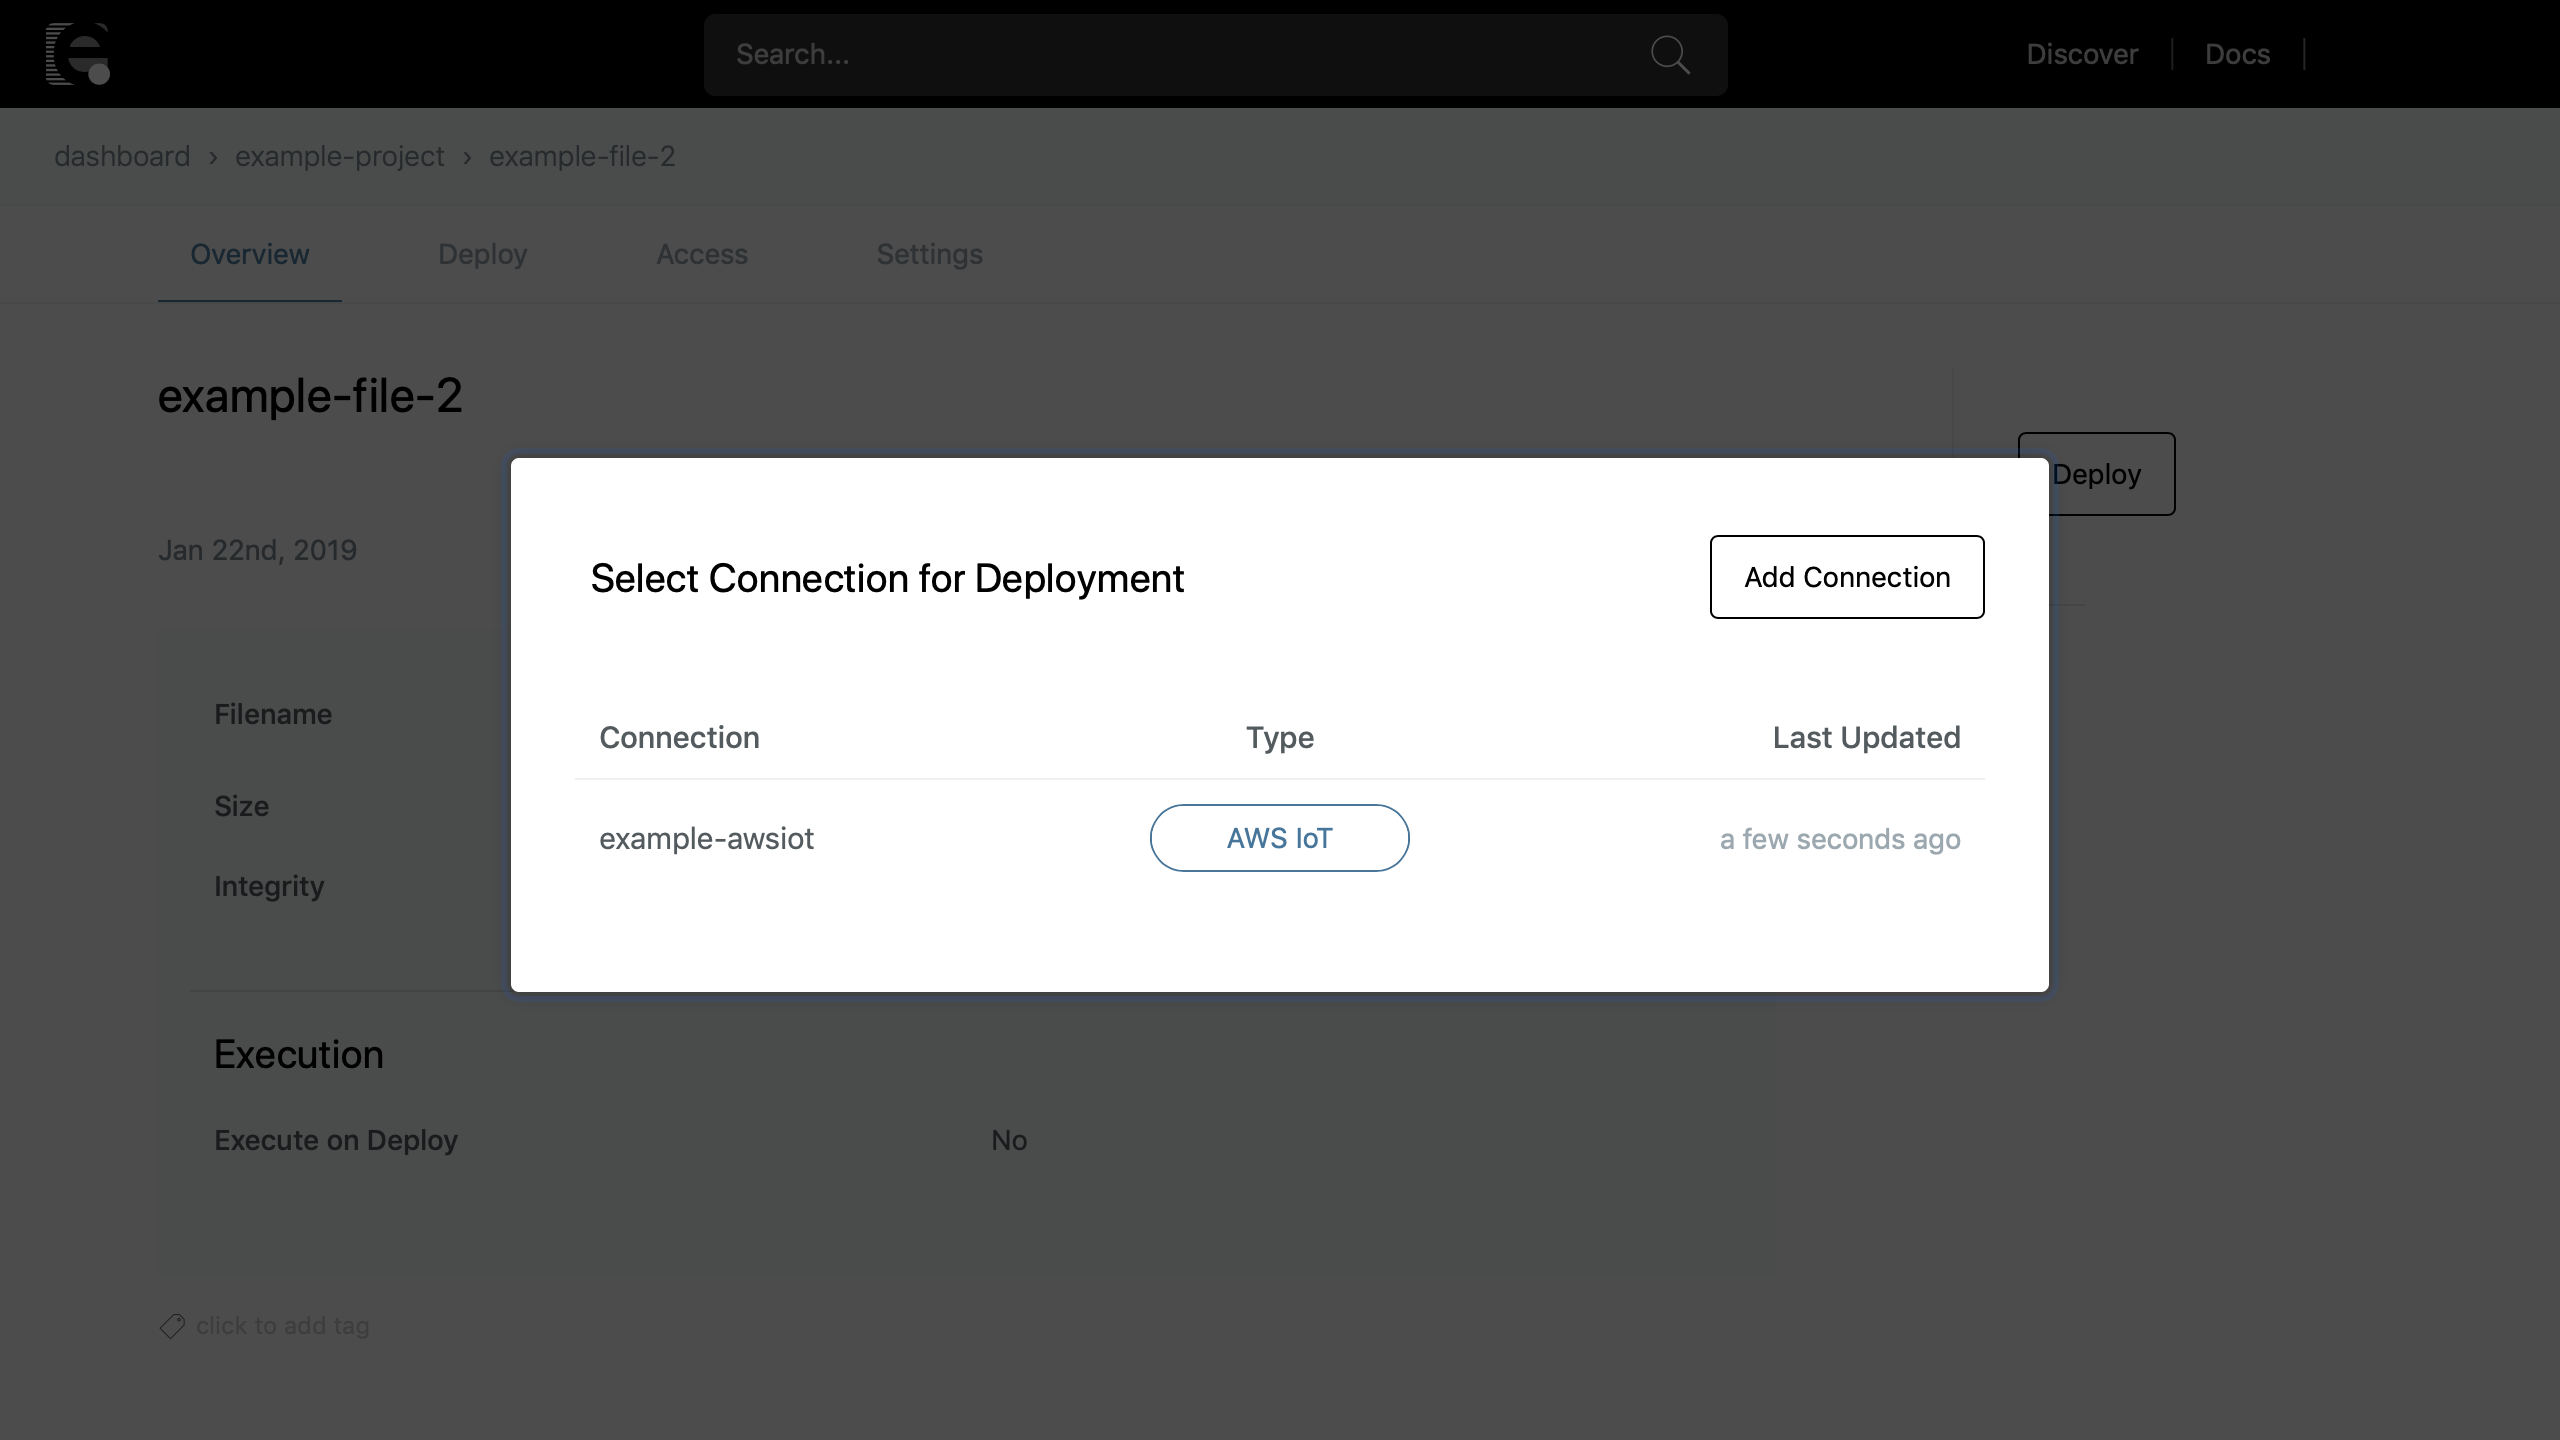 Search...
Discover
Docs
dashboard › example-project › example-file-2
Overview
Deploy
Access
Settings
example-file-2
Deploy
Jan 22nd, 2019
Select Connection for Deployment
Add Connection
Filename
Connection
Type
Last Updated
Size
example-awsiot
AWS IoT
a few seconds ago
Integrity
Execution
Execute on Deploy
No
click to add tag